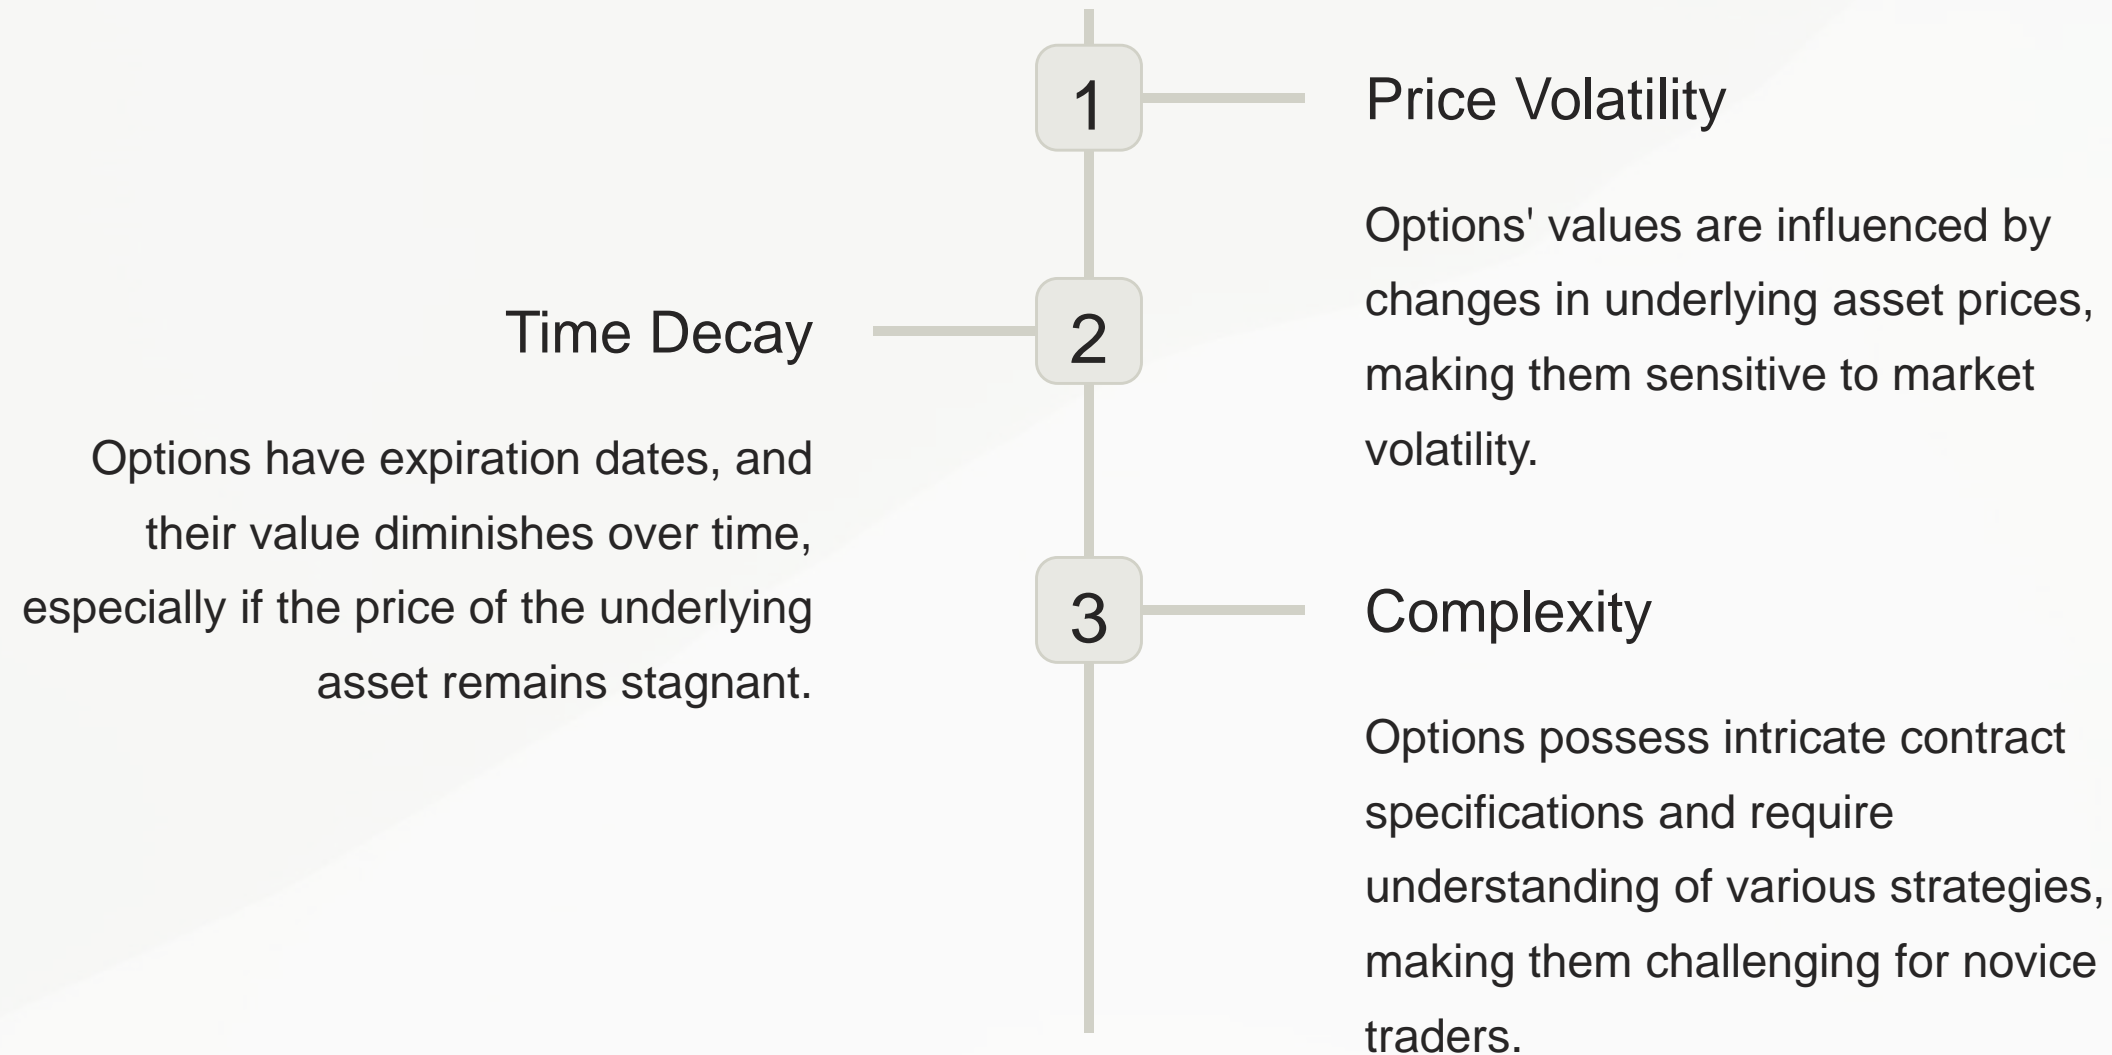 1
Price Volatility
Options' values are influenced by
changes in underlying asset prices,
making them sensitive to market
volatility.
2
Time Decay
Options have expiration dates, and
their value diminishes over time,
especially if the price of the underlying
asset remains stagnant.
3
Complexity
Options possess intricate contract
specifications and require
understanding of various strategies,
making them challenging for novice
traders.